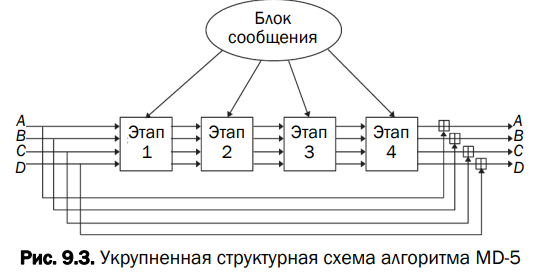 Блок
сообщения
A
B
C
D
Этап
1
Этап
2
Этап
3
Этап
4
A
B
C
D
Рис. 9.3. Укрупненная структурная схема алгоритма MD-5